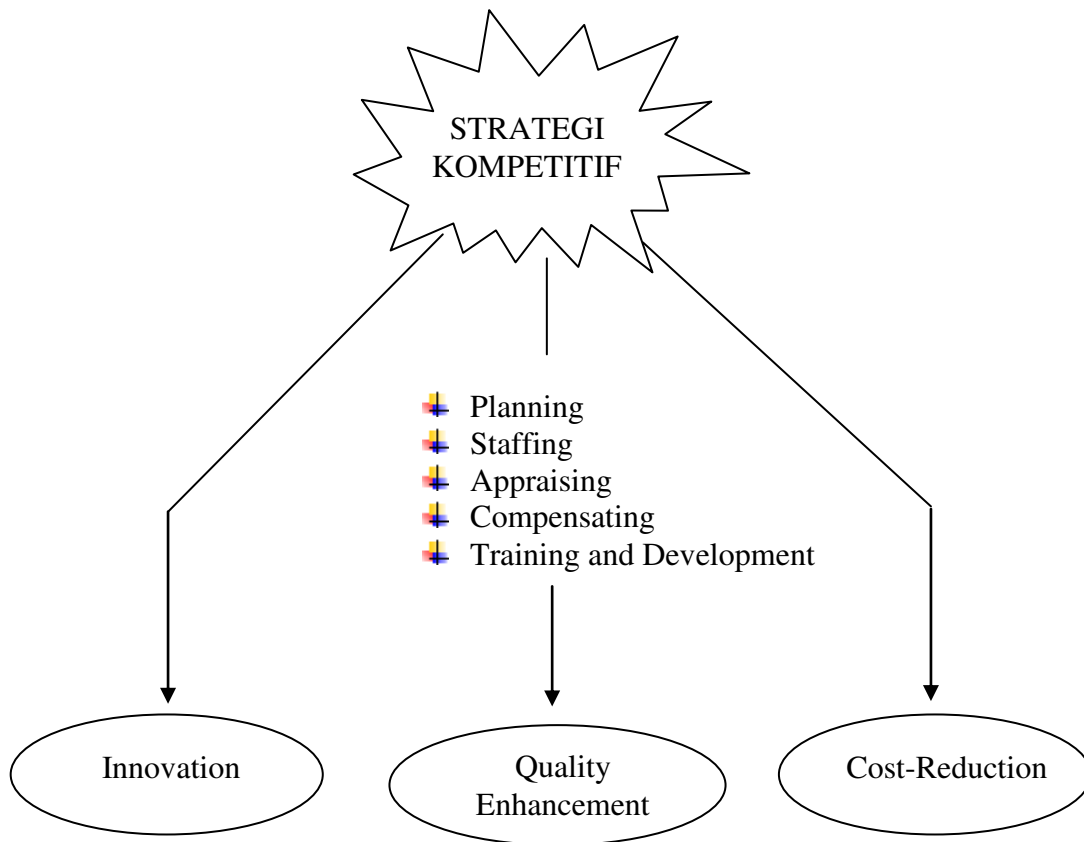 STRATEGI
KOMPETITIF
Planning
Staffing
Appraising
Compensating
Training and Development
Innovation
Quality
Enhancement
Cost-Reduction